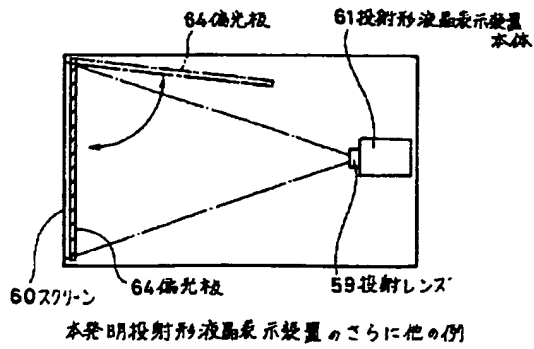 64偏光板
61投射形液晶表示装置
本体
60スクリーン
64偏光板
59投射レンズ
本発明投射形液晶表示装置のさらに他の例